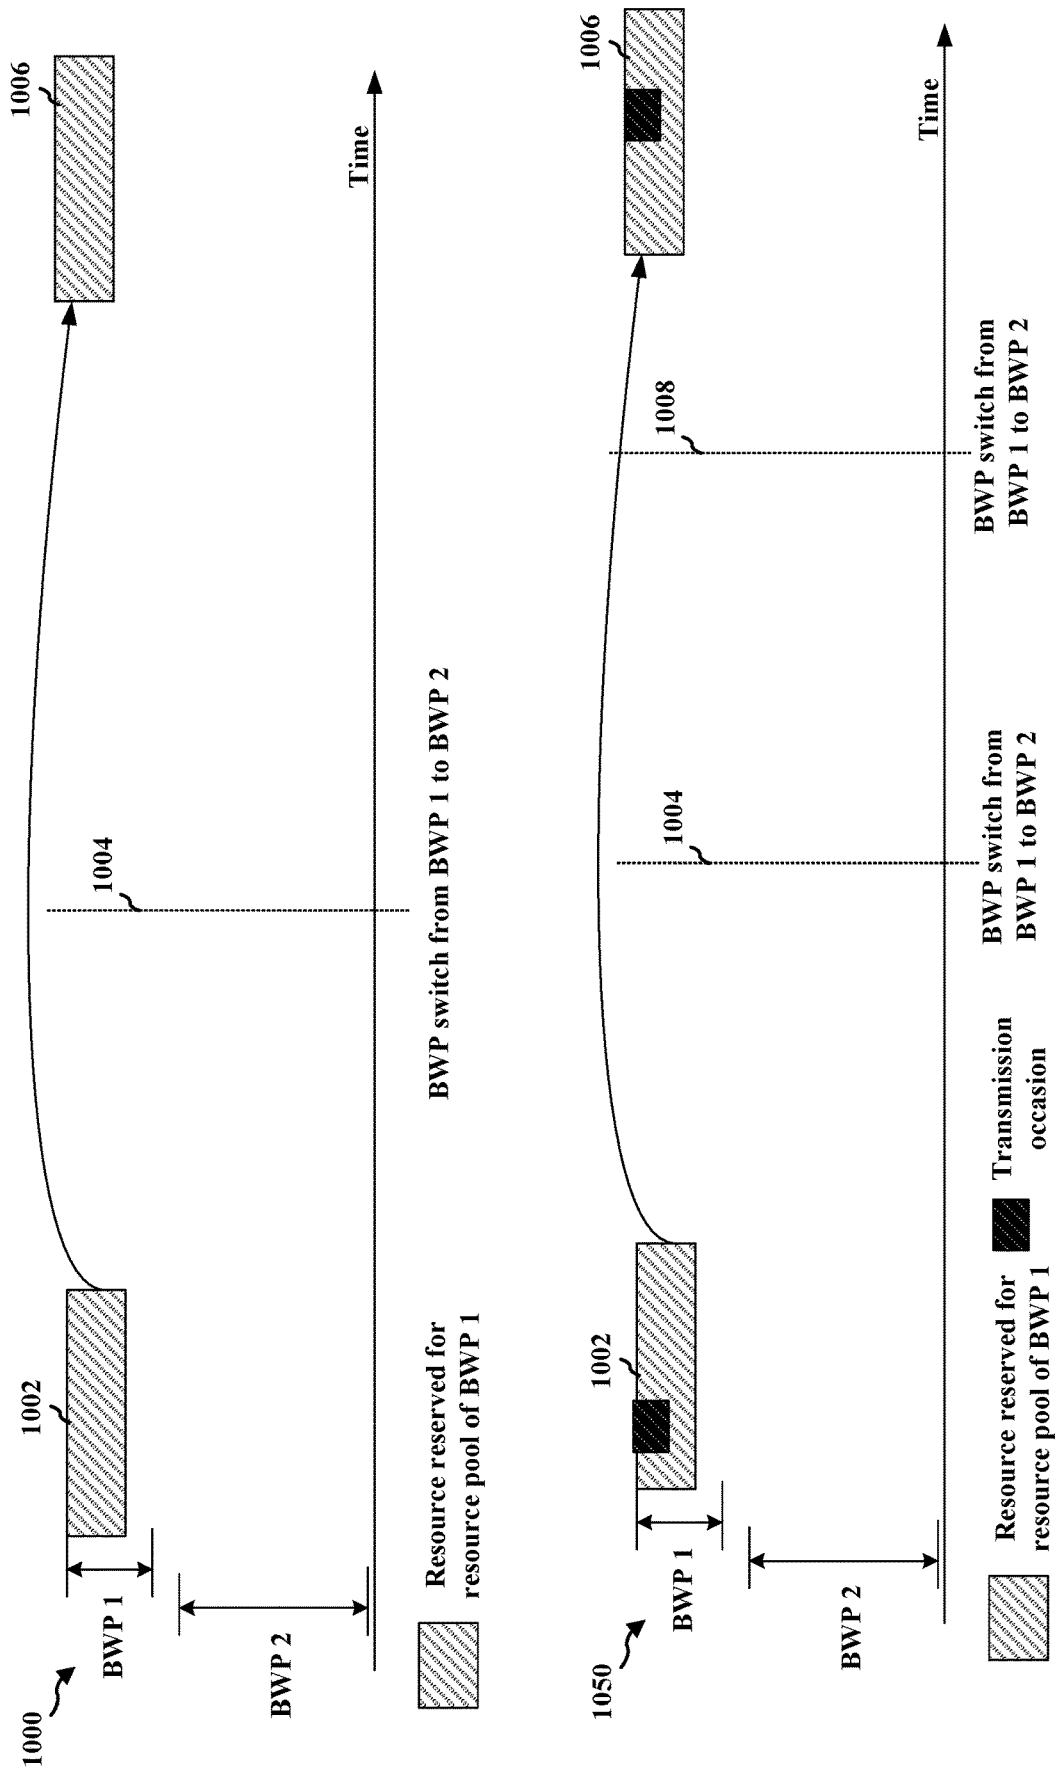 1000
BWP 1
BWP 2
1002
1004
1006
Time
BWP switch from BWP 1 to BWP 2
Resource reserved for
resource pool of BWP 1
1050
BWP 1
BWP 2
1002
1004
1008
1006
Time
BWP switch from
BWP 1 to BWP 2
BWP switch from
BWP 1 to BWP 2
Resource reserved for
resource pool of BWP 1
Transmission
occasion